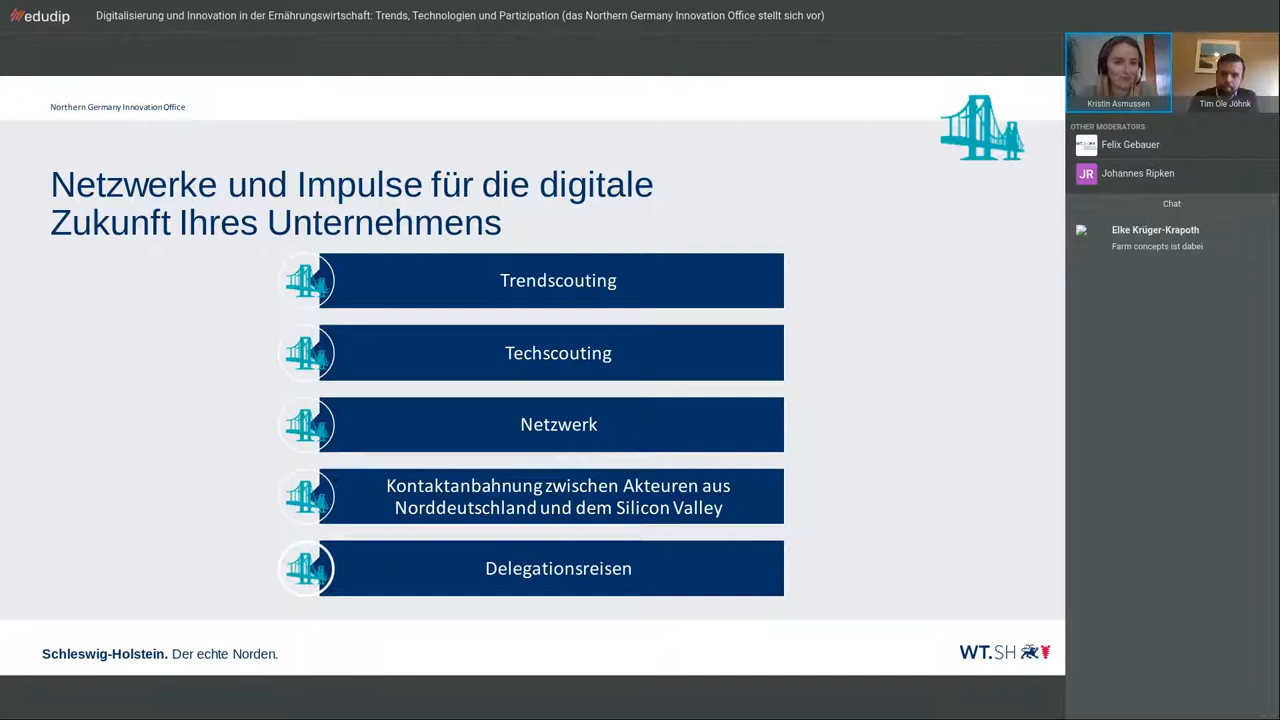 edudip
Digitalisierung und Innovation in der Ernährungswirtschaft: Trends, Technologien und Partizipation (das Northern Germany Innovation Office stellt sich vor)
Northern Germany Innovation Office
Netzwerke und Impulse für die digitale
Zukunft Ihres Unternehmens
Trendscouting
Techscouting
Netzwerk
Kontaktanbahnung zwischen Akteuren aus
Norddeutschland und dem Silicon Valley
Delegationsreisen
Schleswig-Holstein. Der echte Norden.
WT.SH
Kristin Asmussen
Tim Ole Jöhnk
OTHER MODERATORS
Felix Gebauer
JR
Johannes Ripken
Chat
Elke Krüger-Krapoth
Farm concepts ist dabei